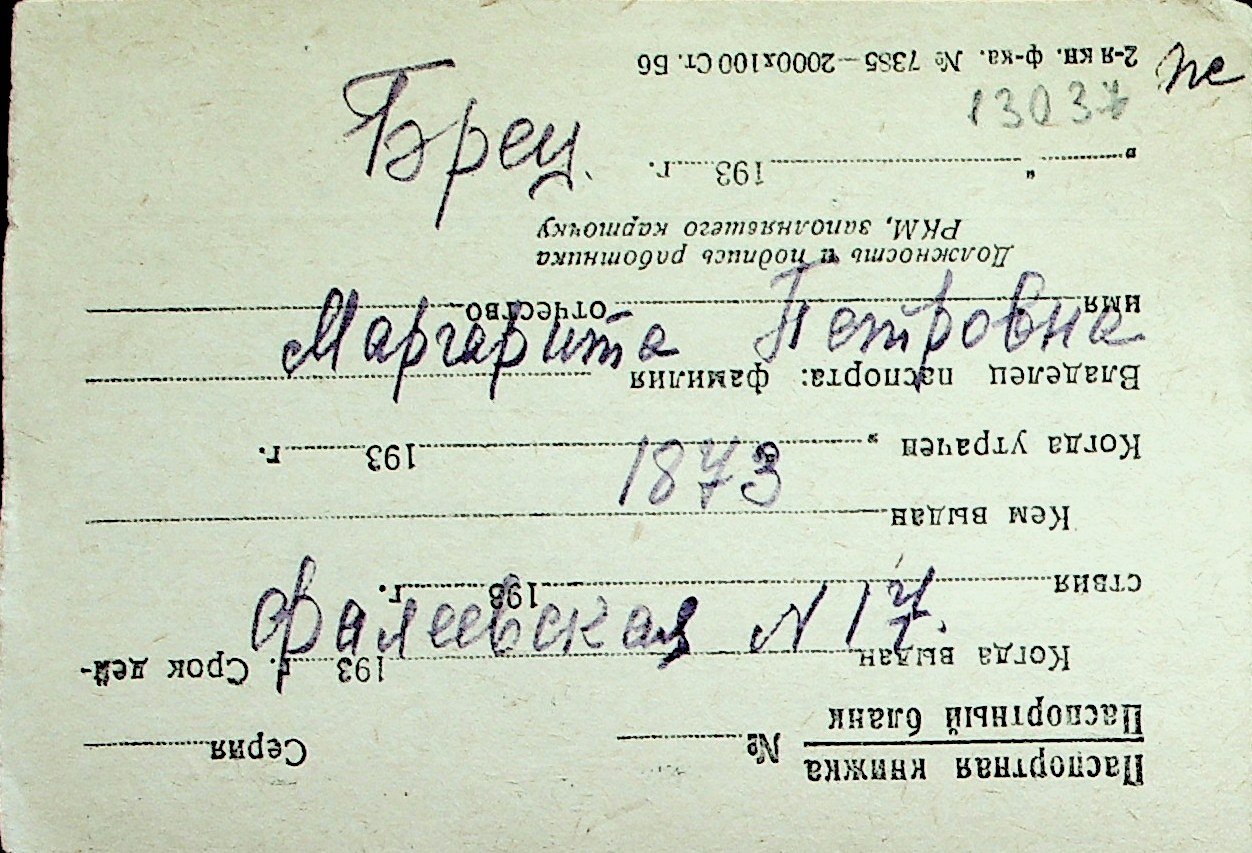 пе
13037
Брец
Маргарита Петровна
1873
Фалеевская N 17.
Паспортная книжка
Паспортный бланк
№ Серия
Когда выдан 193 г. Срок дей-
ствия 193 г.
Кем выдан
Когда утрачен „ 193 г.
Владелец паспорта: фамилия
имя отчество
Должность и подпись работника
РКМ, заполнявшего карточку
„ " 193 г.
2-я кн. ф-ка. № 7385—2000х100 Ст. Б6